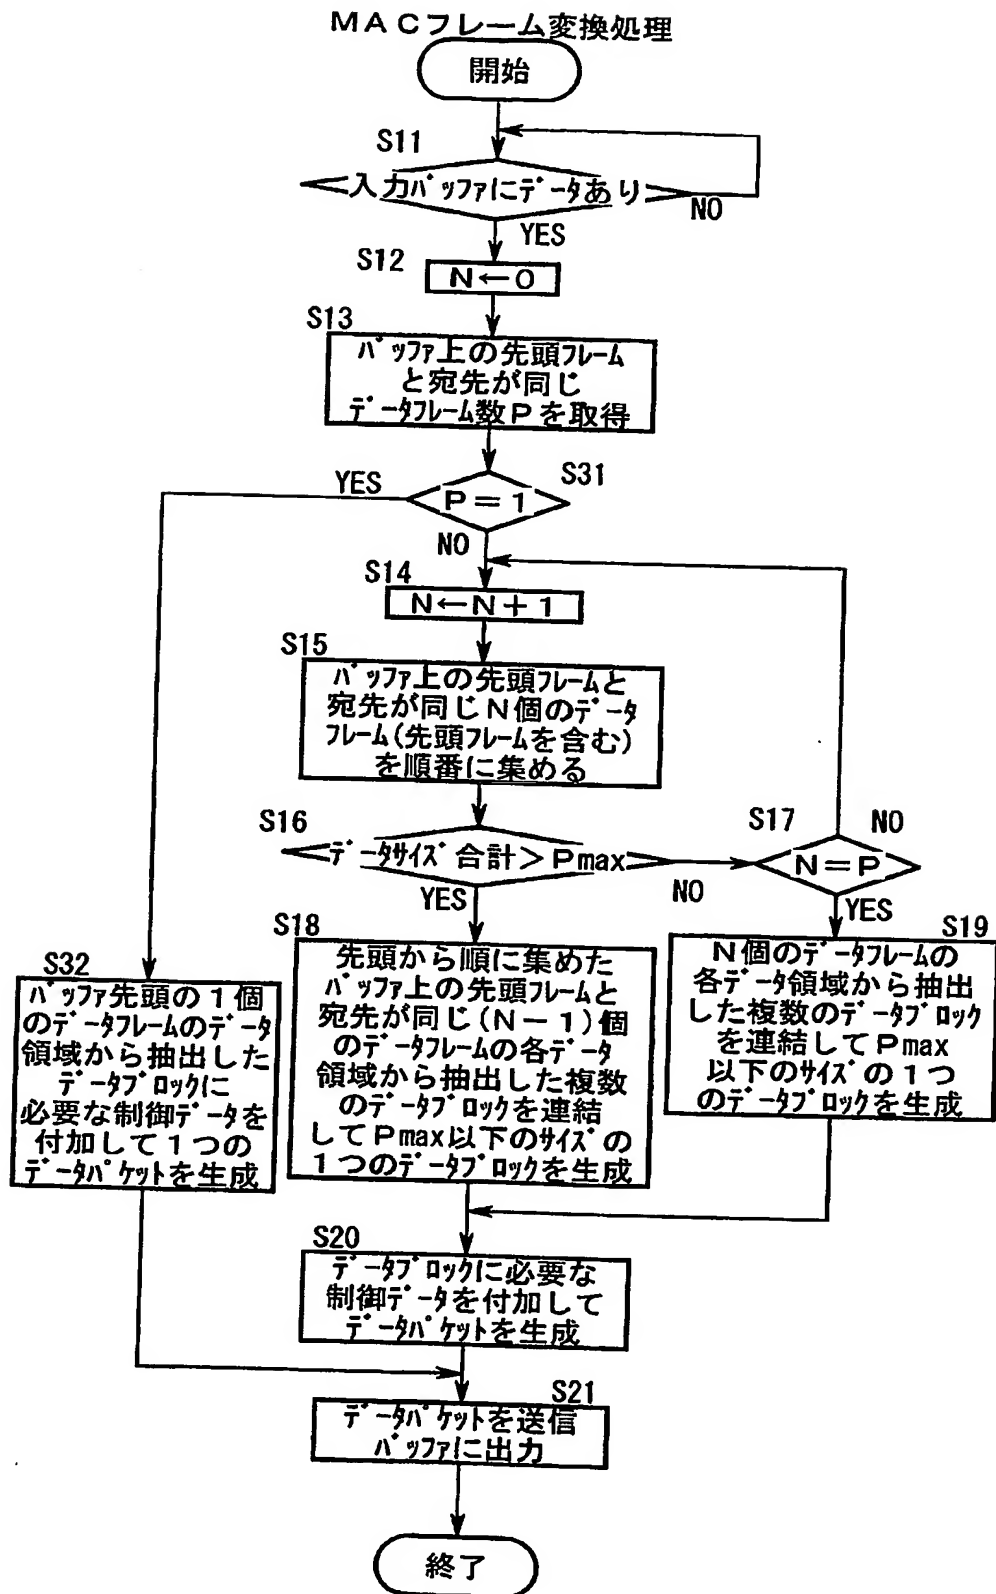 MACフレーム変換処理
開始
S11
入力バッファにデータあり
NO
YES
S12
N←0
S13
バッファ上の先頭フレーム
と宛先が同じ
データフレーム数Pを取得
S31
YES
P=1
NO
S14
N←N+1
S15
バッファ上の先頭フレームと
宛先が同じN個のデータ
フレーム(先頭フレームを含む)
を順番に集める
S16
データサイズ合計>Pmax
NO
YES
S17
NO
N=P
YES
S18
先頭から順に集めた
バッファ上の先頭フレームと
宛先が同じ(N-1)個
のデータフレームの各データ
領域から抽出した複数
のデータブロックを連結
してPmax以下のサイズの
1つのデータブロックを生成
S19
N個のデータフレームの
各データ領域から抽出
した複数のデータブロック
を連結してPmax
以下のサイズの1つ
のデータブロックを生成
S32
バッファ先頭の1個
のデータフレームのデータ
領域から抽出した
データブロックに
必要な制御データを
付加して1つの
データパケットを生成
S20
データブロックに必要な
制御データを付加して
データパケットを生成
S21
データパケットを送信
バッファに出力
終了